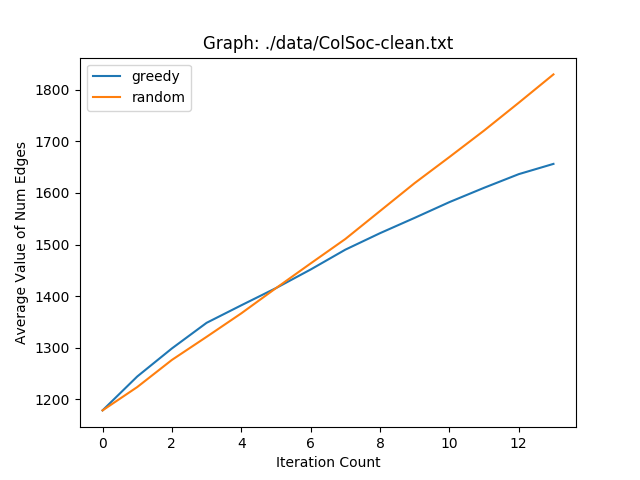 Graph: ./data/ColSoc-clean.txt
greedy
random
Average Value of Num Edges
1800
1700
1600
1500
1400
1300
1200
0 2 4 6 8 10 12
Iteration Count